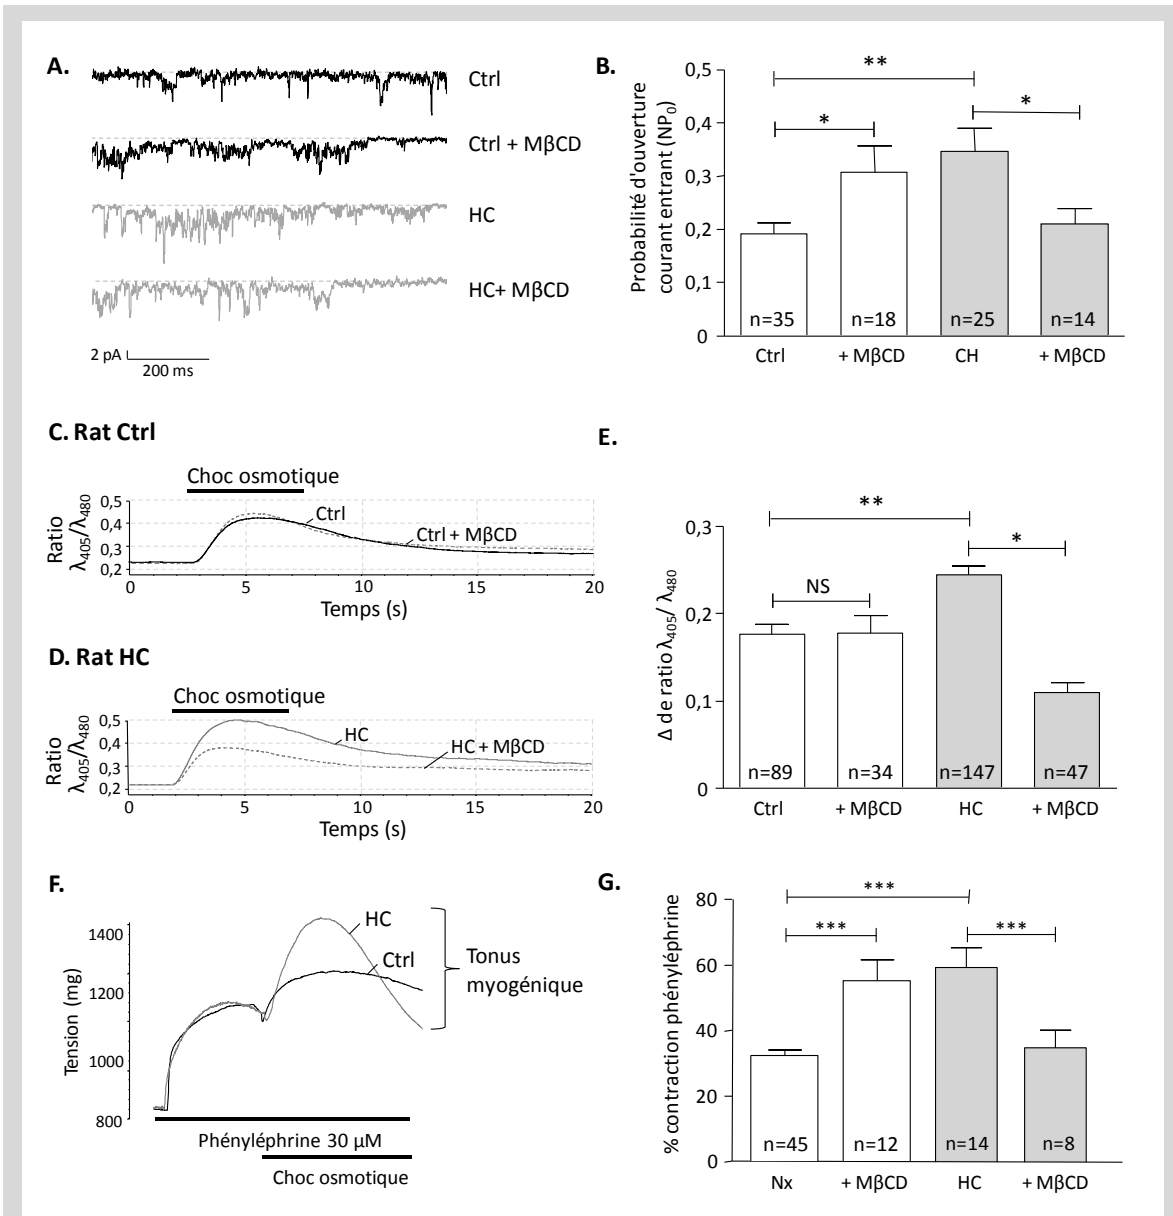 A.
Ctrl
Ctrl + MβCD
HC
HC+ MβCD
2 pA
200 ms
B.
Probabilité d'ouverture
courant entrant (NP0)
0,5
0,4
0,3
0,2
0,1
0
**
*
*
n=35
n=18
n=25
n=14
Ctrl
+ MβCD
CH
+ MβCD
C. Rat Ctrl
Choc osmotique
Ratio
λ405/λ480
0,5
0,4
0,3
0,2
Ctrl
Ctrl + MβCD
0
5
10
15
20
Temps (s)
D. Rat HC
Choc osmotique
Ratio
λ405/λ480
0,5
0,4
0,3
0,2
HC
HC + MβCD
0
5
10
15
20
Temps (s)
E.
Δ de ratio λ405/ λ480
0,3
0,2
0,1
0
**
NS
*
n=89
n=34
n=147
n=47
Ctrl
+ MβCD
HC
+ MβCD
F.
Tension (mg)
1400
1200
1000
800
HC
Ctrl
Tonus
myogénique
Phényléphrine 30 µM
Choc osmotique
G.
% contraction phényléphrine
80
60
40
20
0
***
***
***
n=45
n=12
n=14
n=8
Nx
+ MβCD
HC
+ MβCD